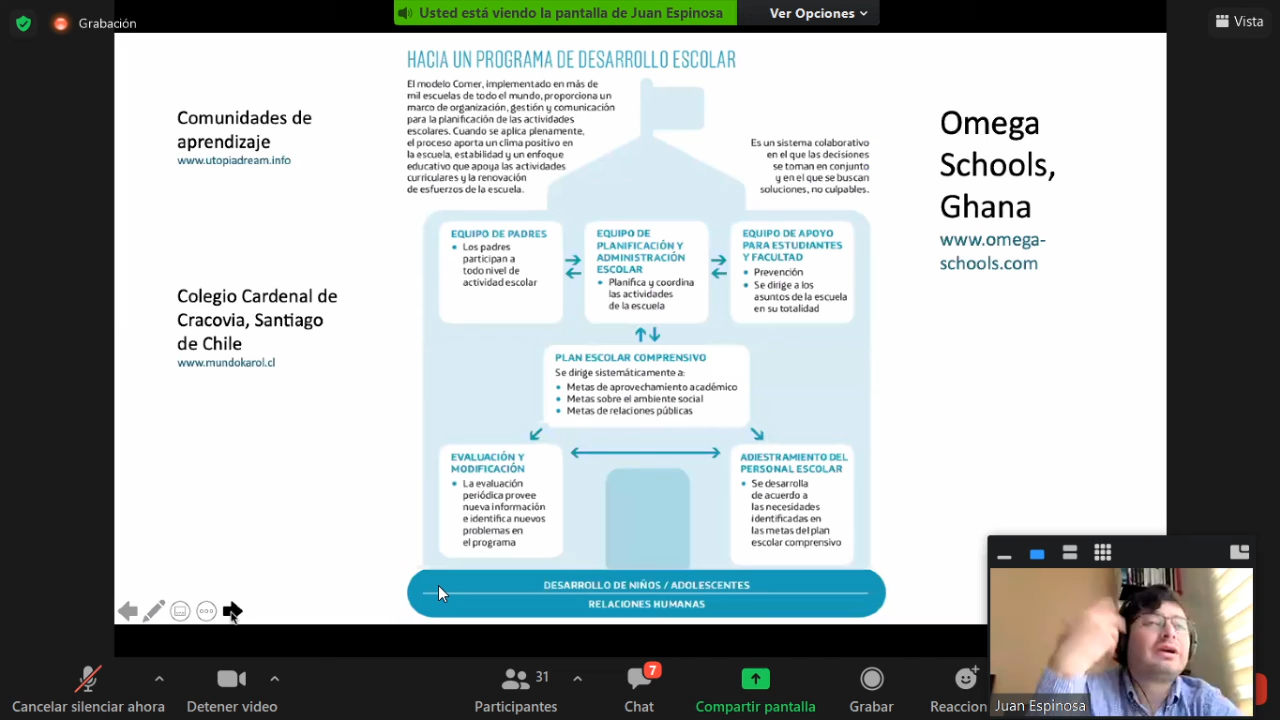 Grabación
Usted está viendo la pantalla de Juan Espinosa
Ver Opciones
Vista
Comunidades de
aprendizaje
www.utopiadream.info
Colegio Cardenal de
Cracovia, Santiago
de Chile
www.mundokarol.cl
HACIA UN PROGRAMA DE DESARROLLO ESCOLAR
El modelo Comer, implementado en más de
mil escuelas de todo el mundo, proporciona un
marco de organización, gestión y comunicación
para la planificación de las actividades
escolares. Cuando se aplica plenamente,
el proceso aporta un clima positivo en
la escuela, estabilidad y un enfoque
educativo que apoya las actividades
curriculares y la renovación
de esfuerzos de la escuela.
Es un sistema colaborativo
en el que las decisiones
se toman en conjunto
y en el que se buscan
soluciones, no culpables.
EQUIPO DE PADRES
• Los padres
participan a
todo nivel de
actividad escolar
EQUIPO DE
PLANIFICACIÓN Y
ADMINISTRACIÓN
ESCOLAR
• Planifica y coordina
las actividades
de la escuela
EQUIPO DE APOYO
PARA ESTUDIANTES
Y FACULTAD
• Prevención
• Se dirige a los
asuntos de la escuela
en su totalidad
PLAN ESCOLAR COMPRENSIVO
Se dirige sistemáticamente a:
• Metas de aprovechamiento académico
• Metas sobre el ambiente social
• Metas de relaciones públicas
EVALUACIÓN Y
MODIFICACIÓN
• La evaluación
periódica provee
nueva información
e identifica nuevos
problemas en
el programa
ADIESTRAMIENTO DEL
PERSONAL ESCOLAR
• Se desarrolla
de acuerdo a
las necesidades
identificadas en
las metas del plan
escolar comprensivo
DESARROLLO DE NIÑOS / ADOLESCENTES
RELACIONES HUMANAS
Omega
Schools,
Ghana
www.omega-
schools.com
Juan Espinosa
Cancelar silenciar ahora
Detener video
31
Participantes
7
Chat
Compartir pantalla
Grabar
Reaccion